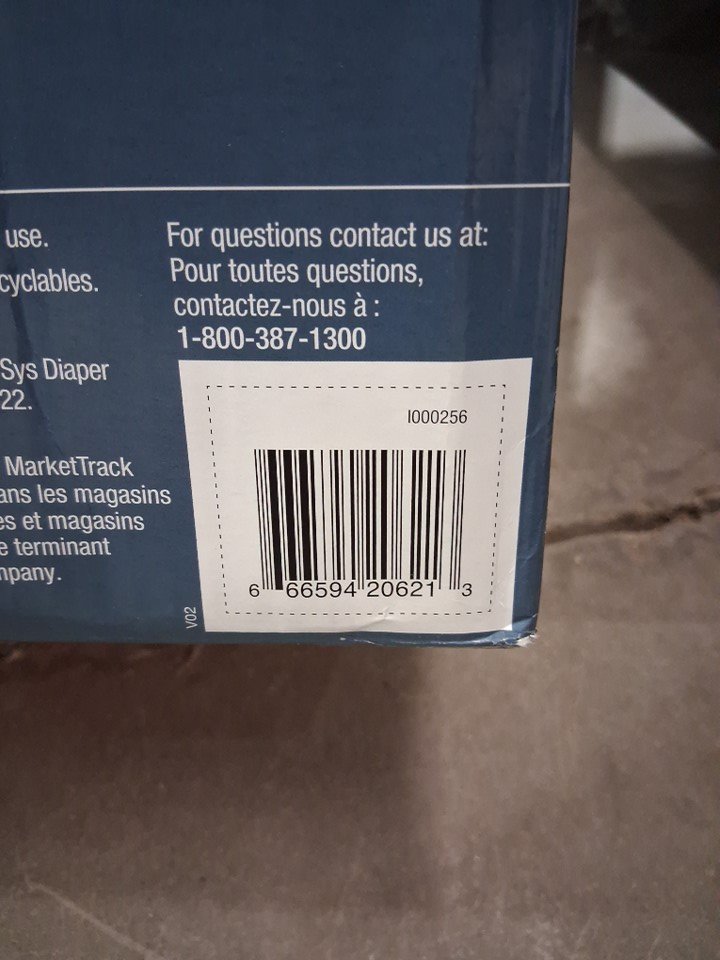 use.
cyclables.
Sys Diaper
22.
MarketTrack
ans les magasins
es et magasins
e terminant
npany.
For questions contact us at:
Pour toutes questions,
contactez-nous à :
1-800-387-1300
I000256
6 66594 20621 3
V02